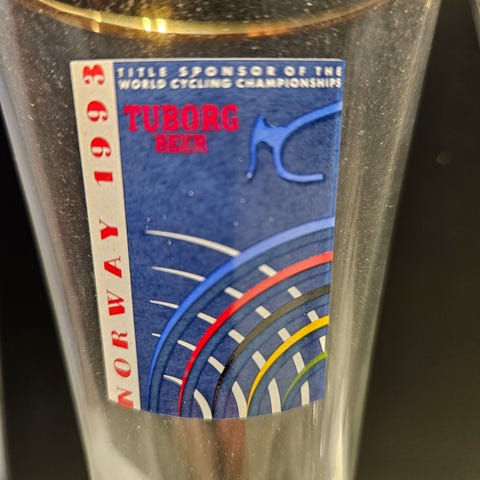 NORWAY 1993
TITLE SPONSOR OF THE
WORLD CYCLING CHAMPIONSHIPS
TUBORG
BEER